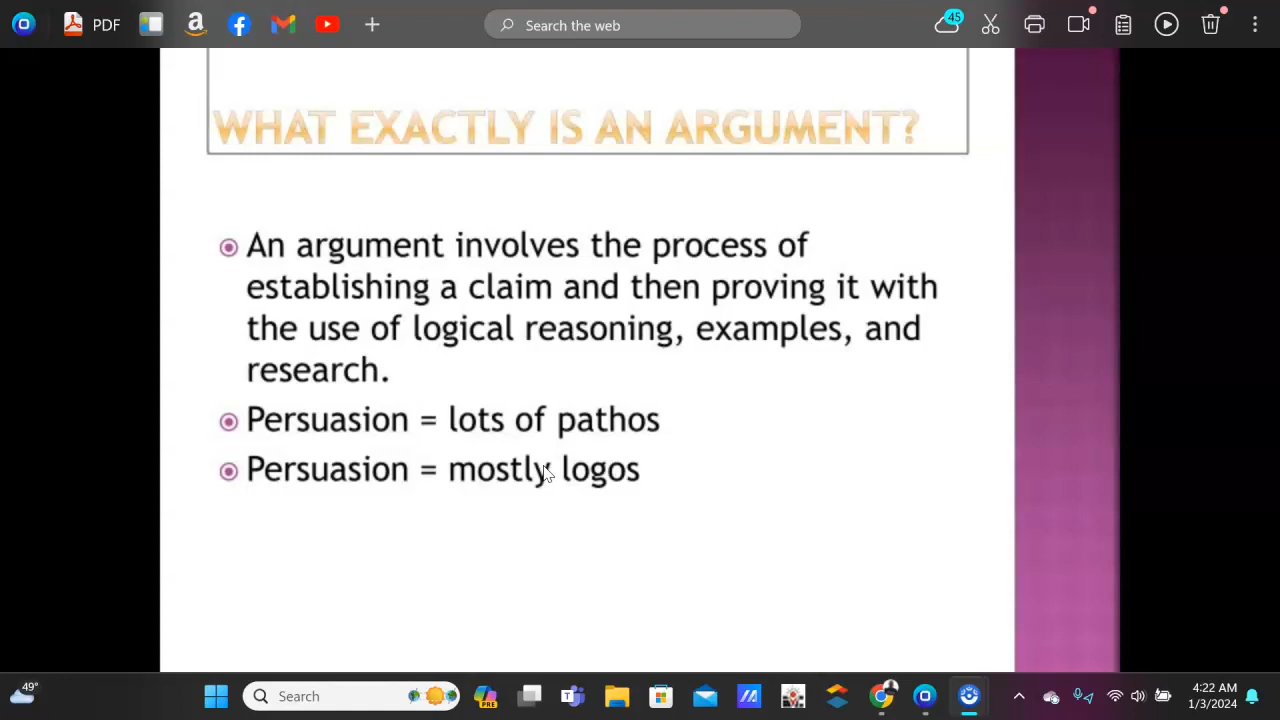 PDF
Search the web
45
WHAT EXACTLY IS AN ARGUMENT?
An argument involves the process of
establishing a claim and then proving it with
the use of logical reasoning, examples, and
research.
Persuasion = lots of pathos
Persuasion = mostly logos
49°
Search
PRE
4:22 AM
1/3/2024